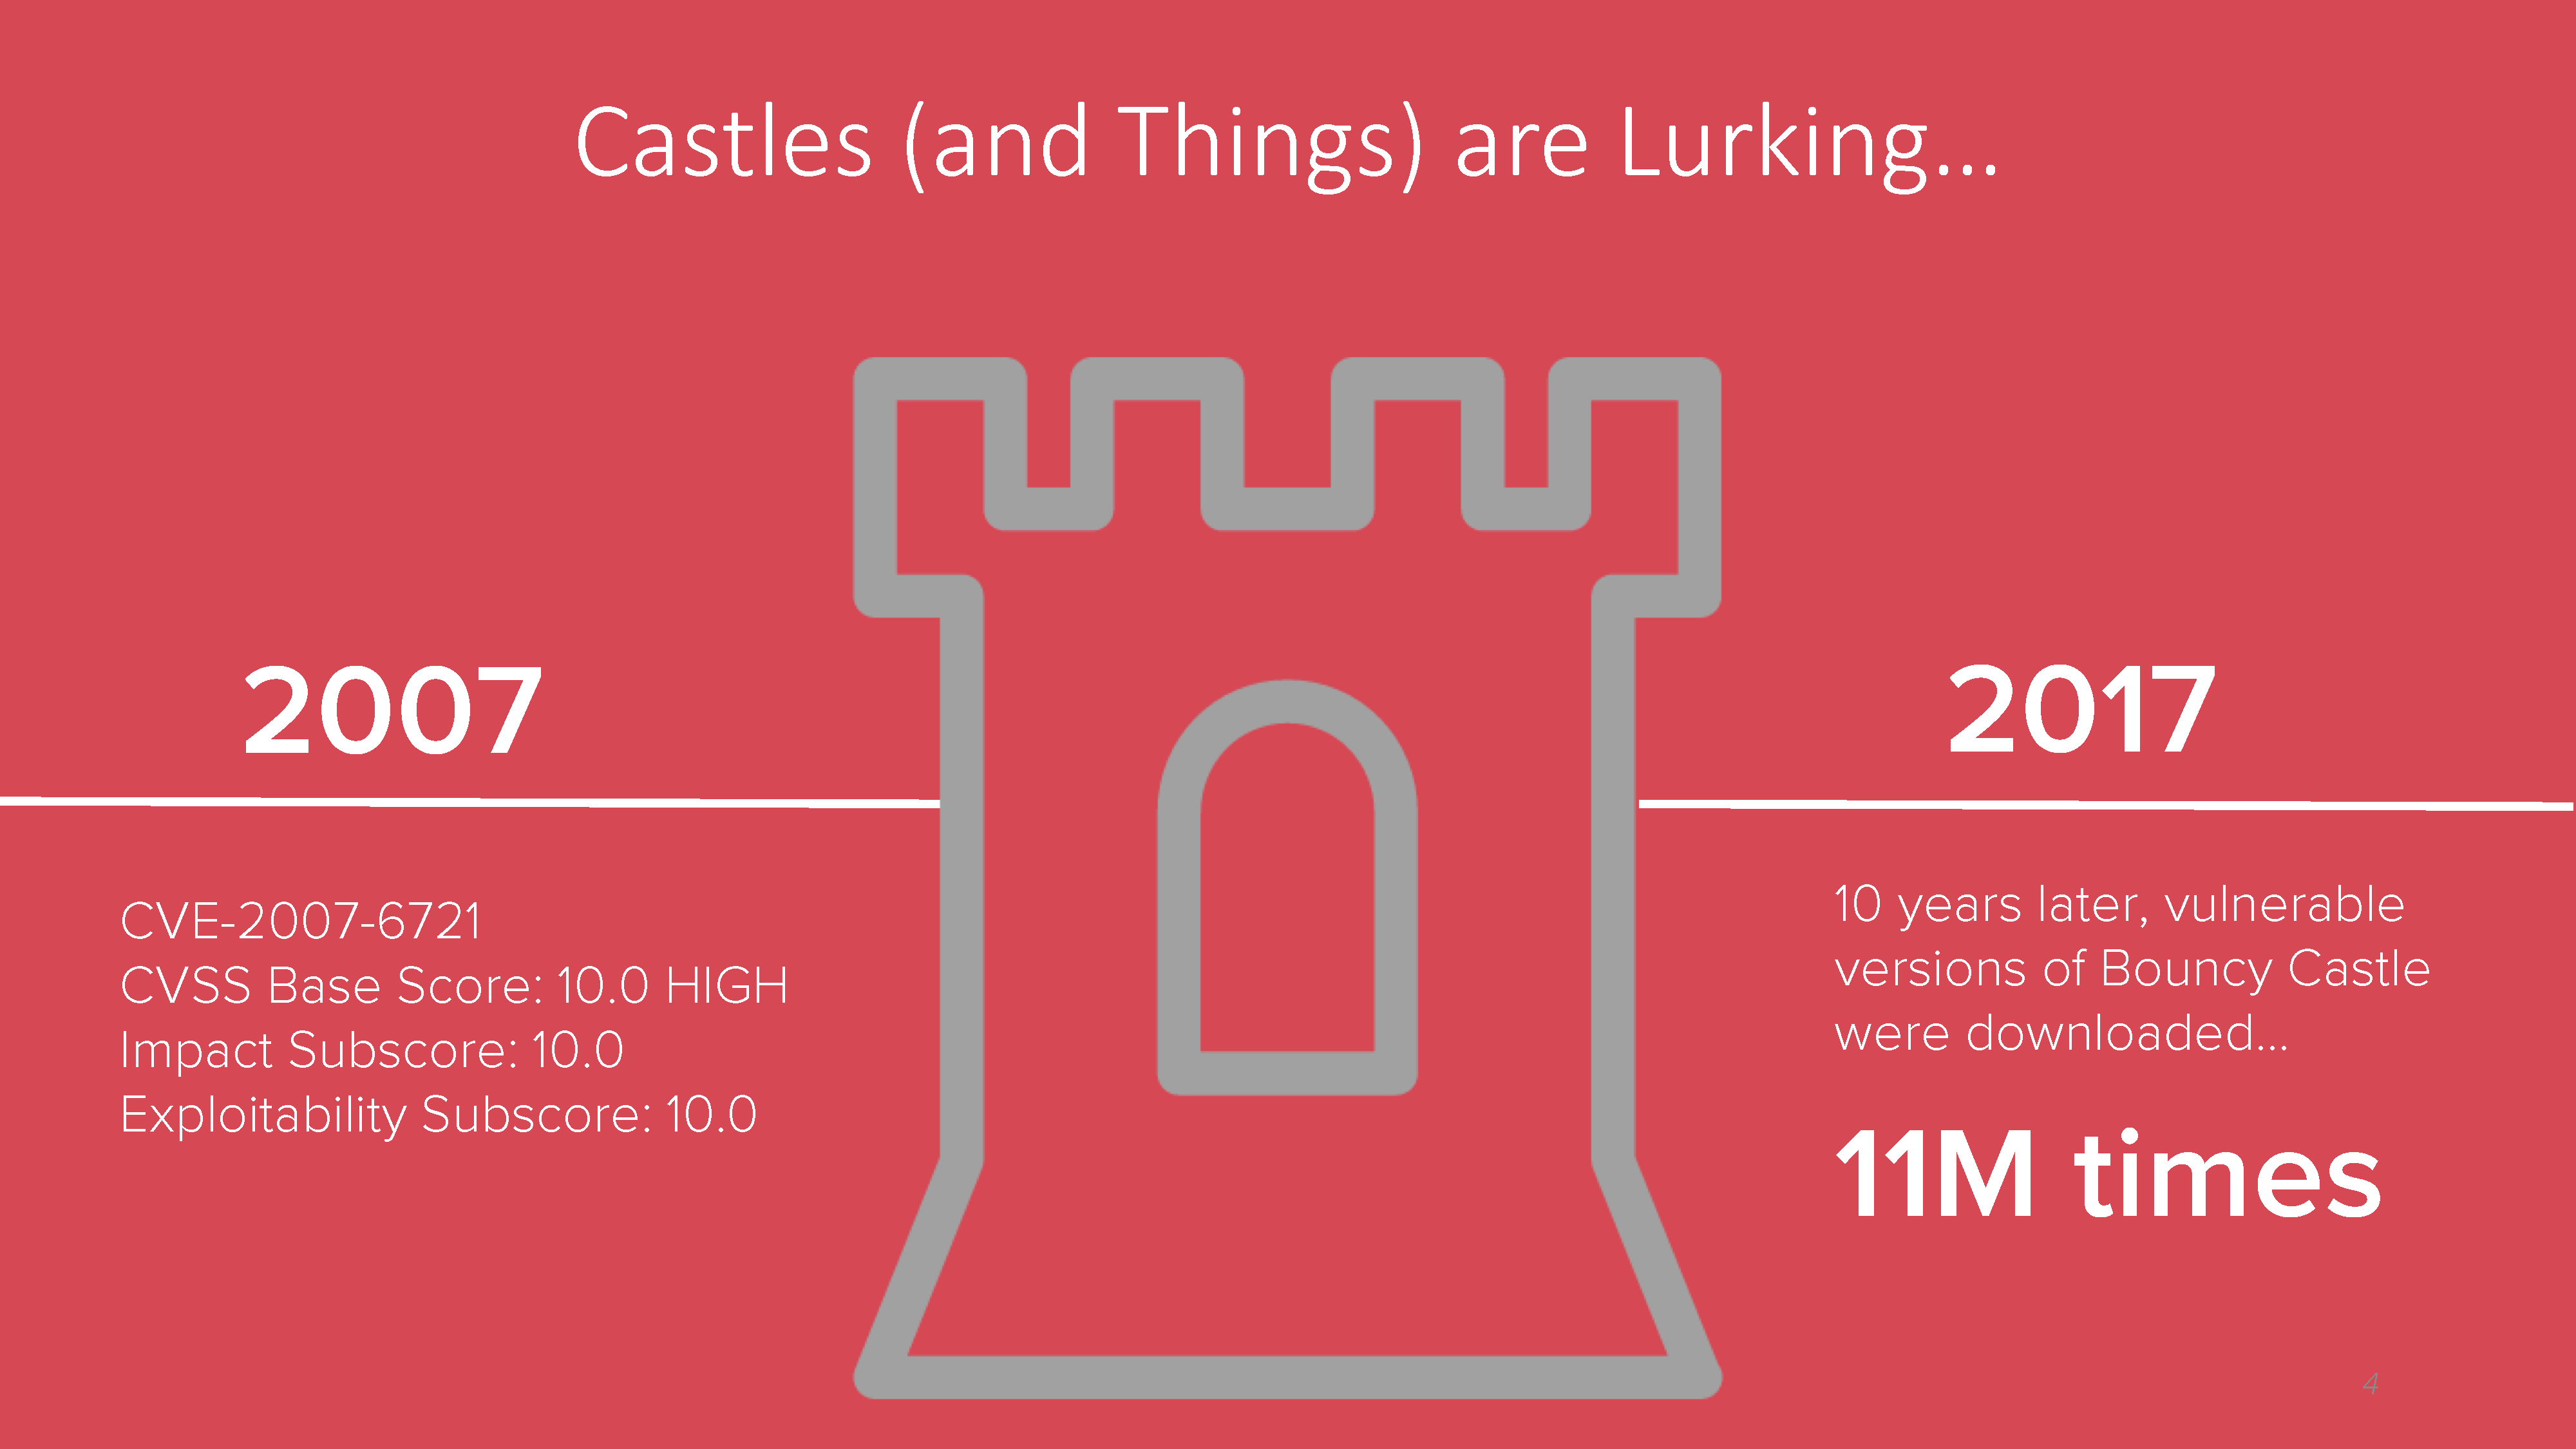 Castles (and Things) are Lurking...
2007
CVE-2007-6721
CVSS Base Score: 10.0 HIGH
Impact Subscore: 10.0
Exploitability Subscore: 10.0
2017
10 years later, vulnerable
versions of Bouncy Castle
were downloaded...
11M times
4